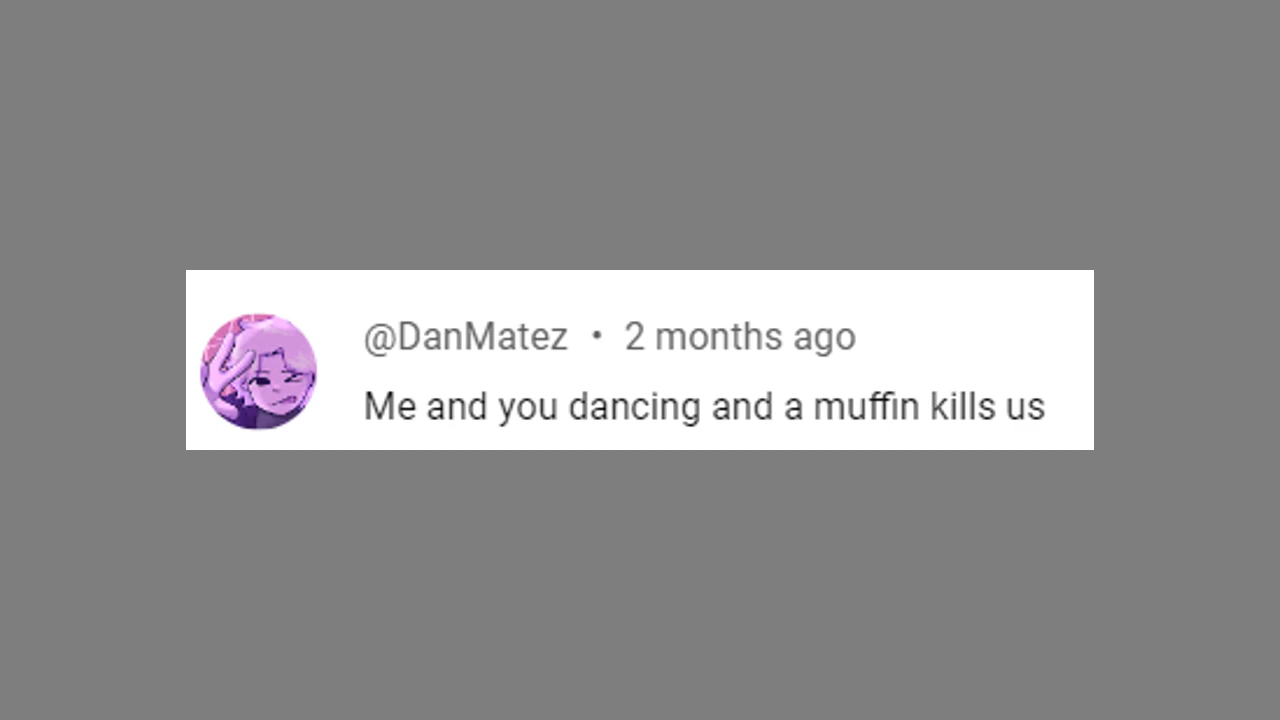 @DanMatez • 2 months ago
Me and you dancing and a muffin kills us